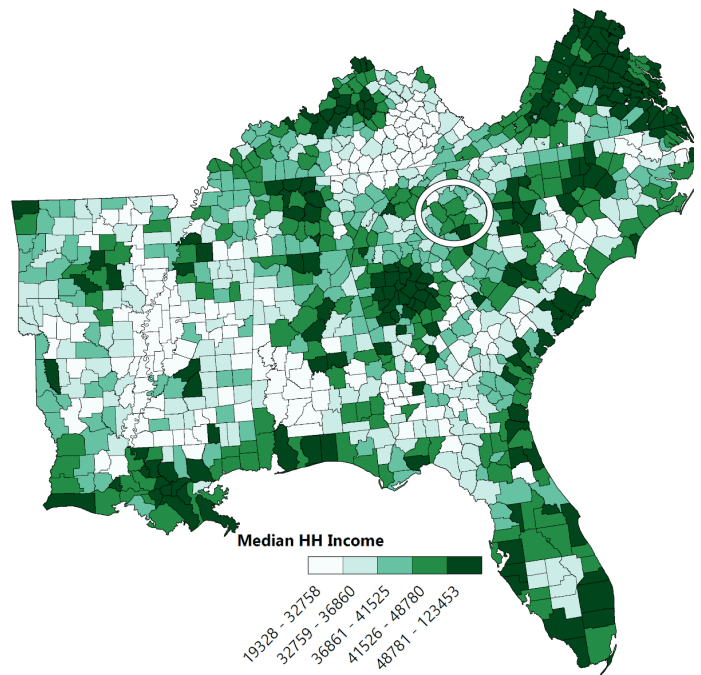 Median HH Income
19328 - 32758
32759 - 36860
36861 - 41525
41526 - 48780
48781 - 123453